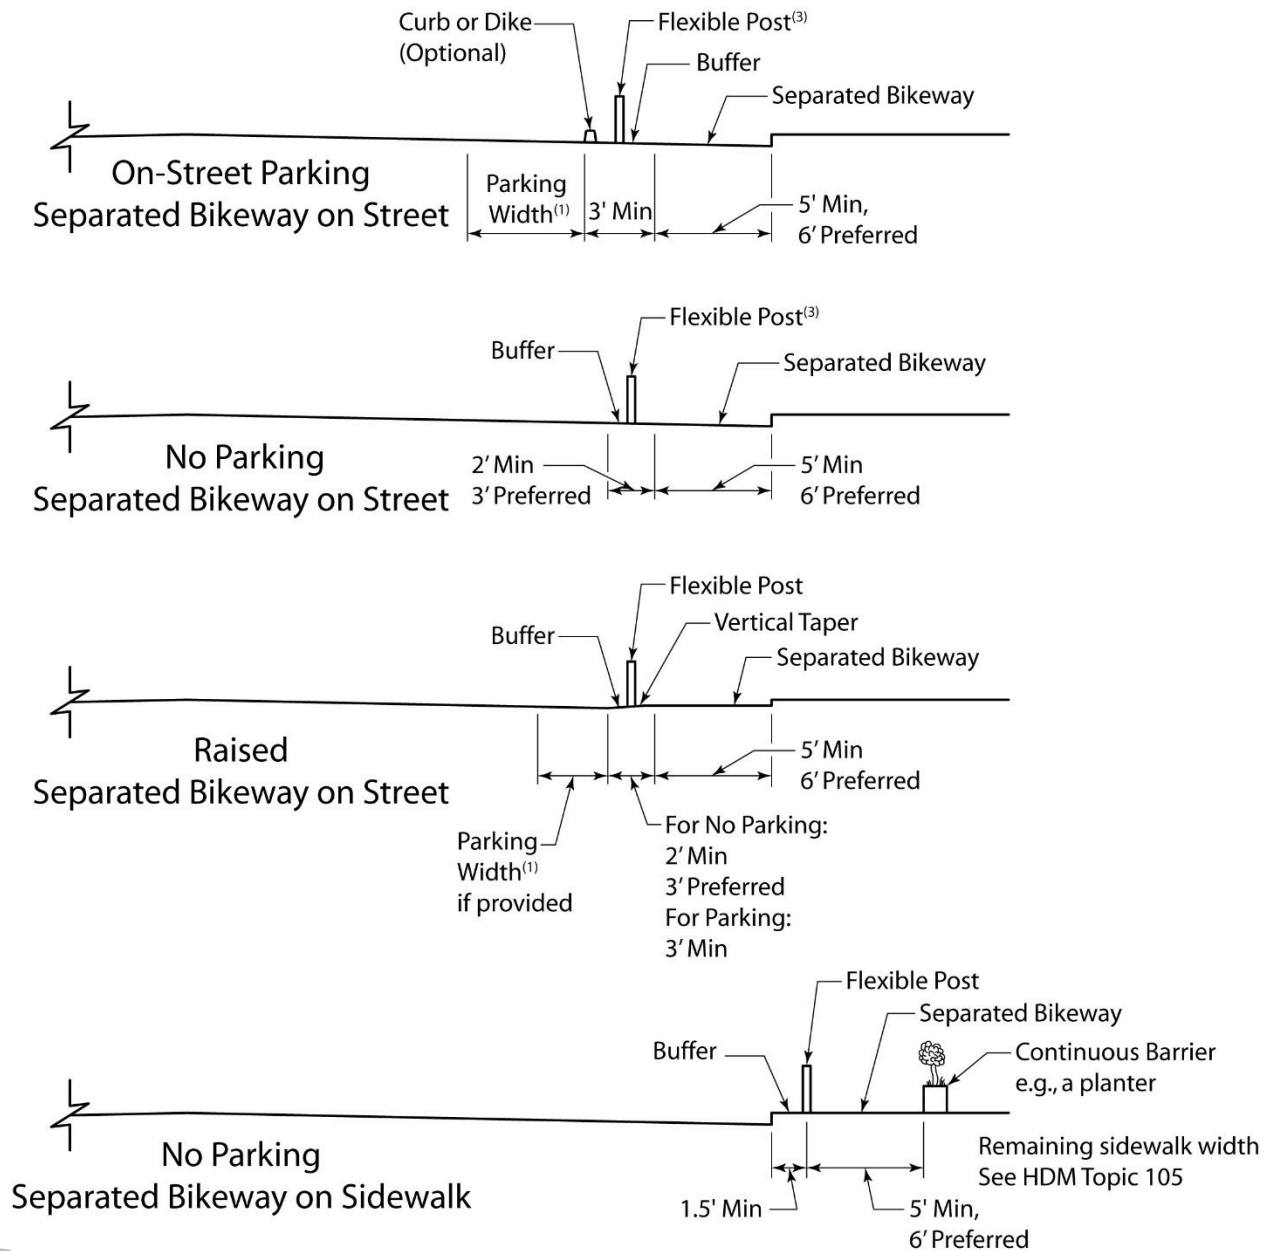 Curb or Dike
(Optional)
Flexible Post(3)
Buffer
Separated Bikeway
On-Street Parking
Separated Bikeway on Street
Parking
Width(1)
3' Min
5' Min,
6' Preferred
Flexible Post(3)
Buffer
Separated Bikeway
No Parking
Separated Bikeway on Street
2' Min
3' Preferred
5' Min
6' Preferred
Flexible Post
Vertical Taper
Buffer
Separated Bikeway
Raised
Separated Bikeway on Street
5' Min
6' Preferred
Parking
Width(1)
if provided
For No Parking:
2' Min
3' Preferred
For Parking:
3' Min
Flexible Post
Separated Bikeway
Buffer
Continuous Barrier
e.g., a planter
No Parking
Separated Bikeway on Sidewalk
Remaining sidewalk width
See HDM Topic 105
1.5' Min
5' Min,
6' Preferred